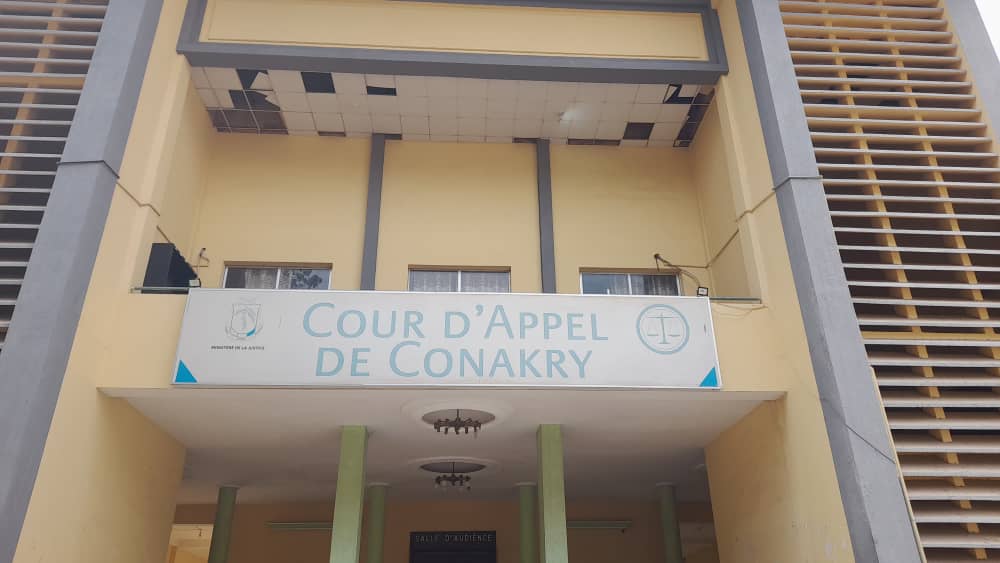 COUR D'APPEL
DE CONAKRY
MINISTÈRE DE LA JUSTICE
SALLE D'AUDIENCE